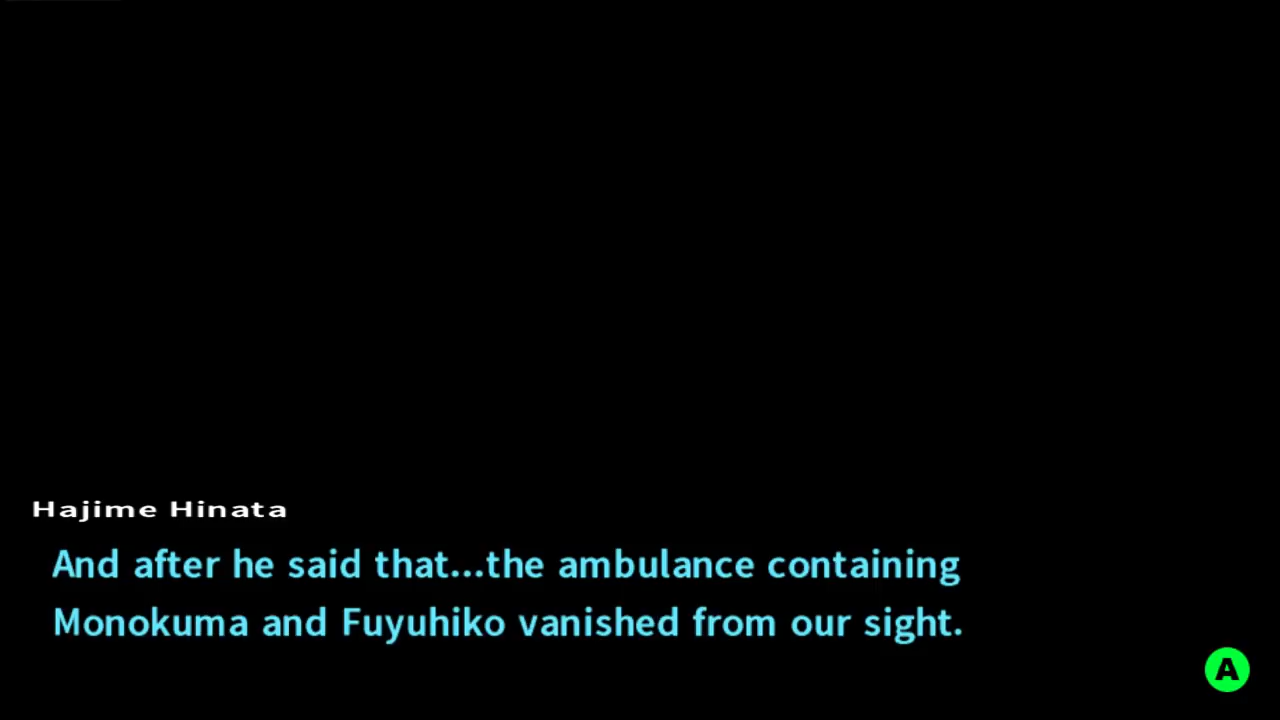 Hajime Hinata
And after he said that...the ambulance containing
Monokuma and Fuyuhiko vanished from our sight.
A